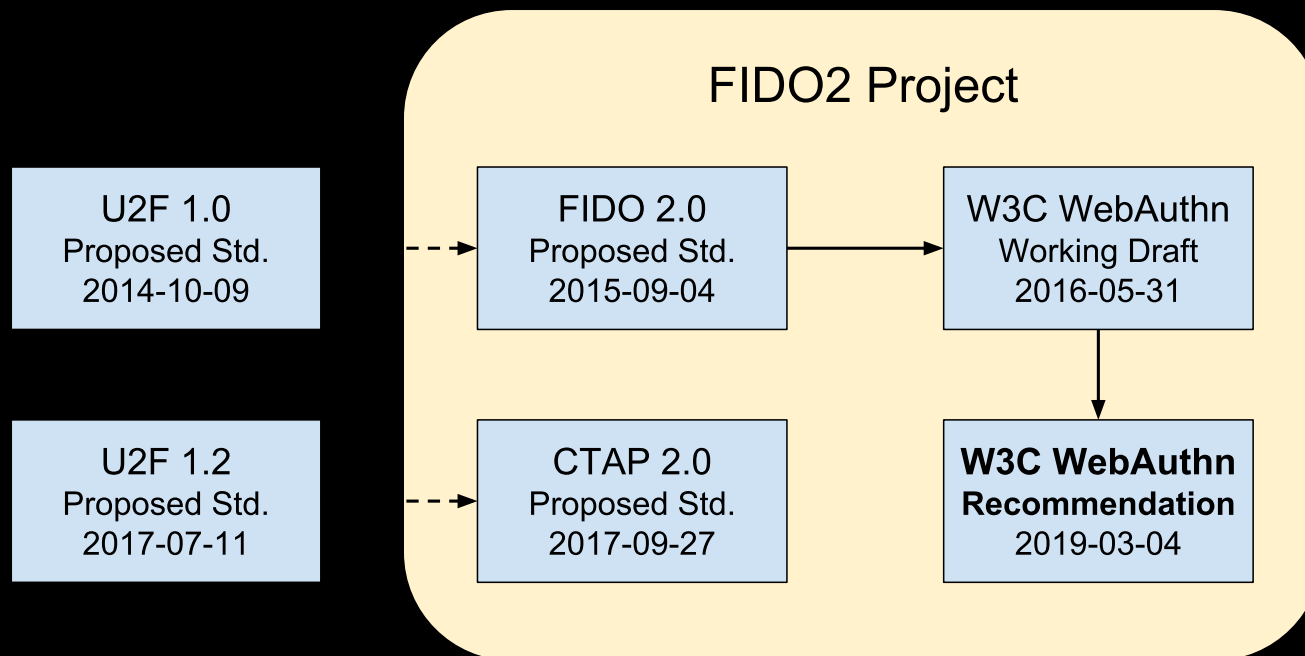 FIDO2 Project
U2F 1.0
Proposed Std.
2014-10-09
FIDO 2.0
Proposed Std.
2015-09-04
W3C WebAuthn
Working Draft
2016-05-31
U2F 1.2
Proposed Std.
2017-07-11
CTAP 2.0
Proposed Std.
2017-09-27
W3C WebAuthn
Recommendation
2019-03-04